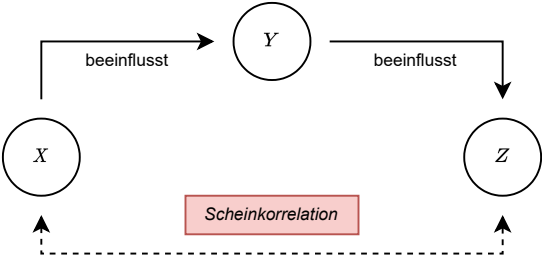 Y
beeinflusst
beeinflusst
X
Z
Scheinkorrelation